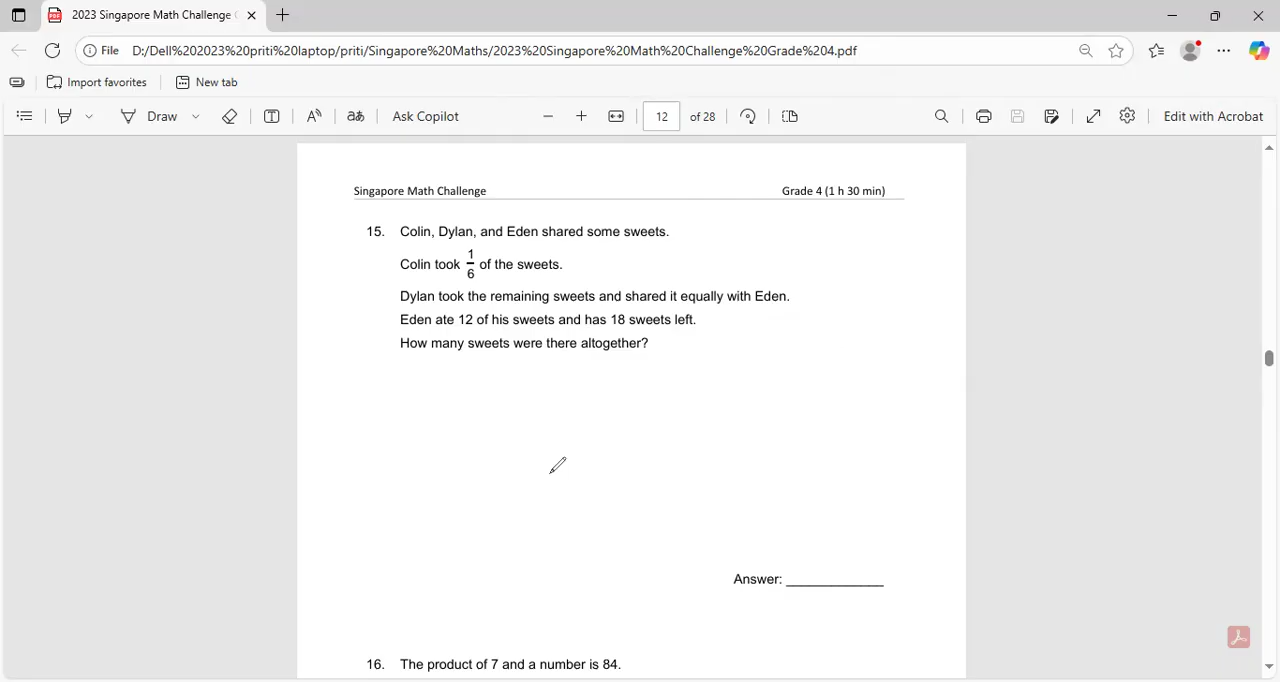 2023 Singapore Math Challenge G
File D:/Dell%202023%20priti%20laptop/priti/Singapore%20Maths/2023%20Singapore%20Math%20Challenge%20Grade%204.pdf
Import favorites New tab
Draw aあ Ask Copilot 12 of 28 Edit with Acrobat
Singapore Math Challenge Grade 4 (1 h 30 min)
15. Colin, Dylan, and Eden shared some sweets.
Colin took 1/6 of the sweets.
Dylan took the remaining sweets and shared it equally with Eden.
Eden ate 12 of his sweets and has 18 sweets left.
How many sweets were there altogether?
Answer: _____________
16. The product of 7 and a number is 84.